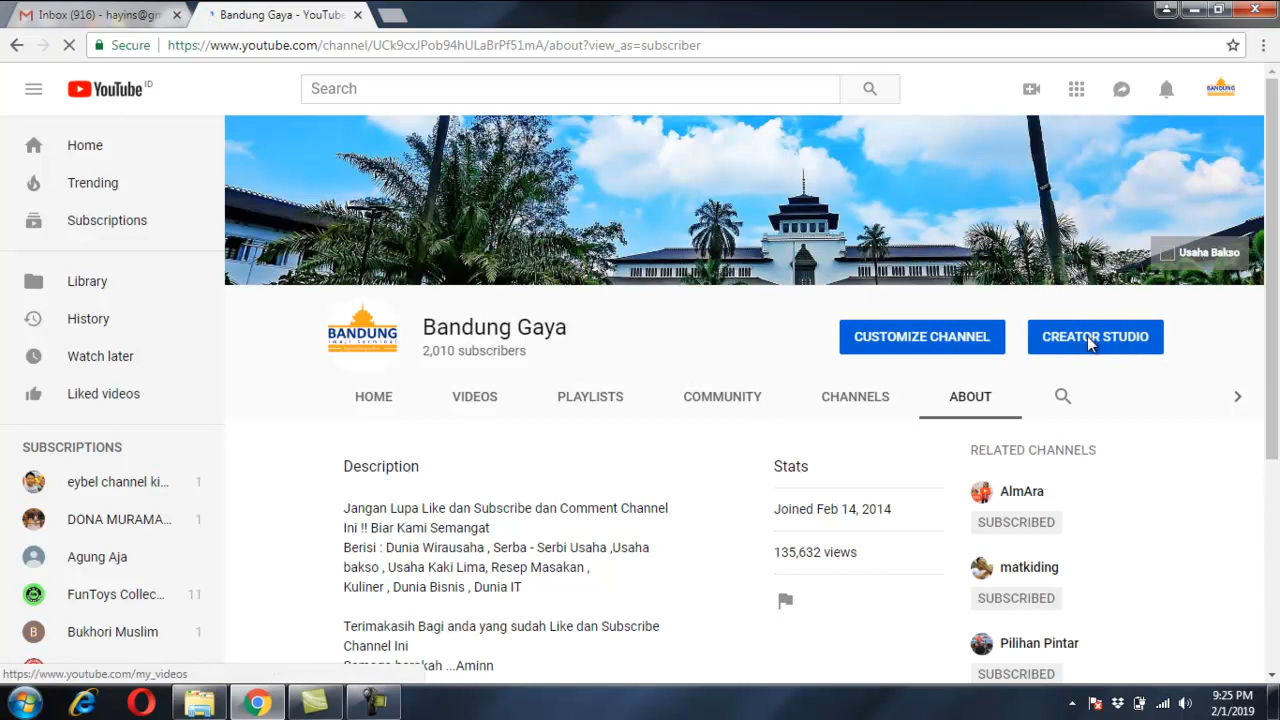 Inbox (916) - hayins@gm
Bandung Gaya - YouTube
Secure
https://www.youtube.com/channel/UCk9cxJPob94hULaBrPf51mA/about?view_as=subscriber
YouTube ID
Search
BANDUNG
Home
Trending
Subscriptions
Library
History
Watch later
Liked videos
SUBSCRIPTIONS
eybel channel ki... 1
DONA MURAMA... 1
Agung Aja
FunToys Collec... 11
B Bukhori Muslim 1
Usaha Bakso
BANDUNG
Bandung Gaya
2,010 subscribers
CUSTOMIZE CHANNEL
CREATOR STUDIO
HOME VIDEOS PLAYLISTS COMMUNITY CHANNELS ABOUT
Description
Jangan Lupa Like dan Subscribe dan Comment Channel
Ini !! Biar Kami Semangat
Berisi : Dunia Wirausaha , Serba - Serbi Usaha ,Usaha
bakso , Usaha Kaki Lima, Resep Masakan ,
Kuliner , Dunia Bisnis , Dunia IT
Terimakasih Bagi anda yang sudah Like dan Subscribe
Channel Ini
Semoga barokah ...Aminn
Stats
Joined Feb 14, 2014
135,632 views
RELATED CHANNELS
AlmAra
SUBSCRIBED
matkiding
SUBSCRIBED
Pilihan Pintar
SUBSCRIBED
https://www.youtube.com/my_videos
9:25 PM
2/1/2019